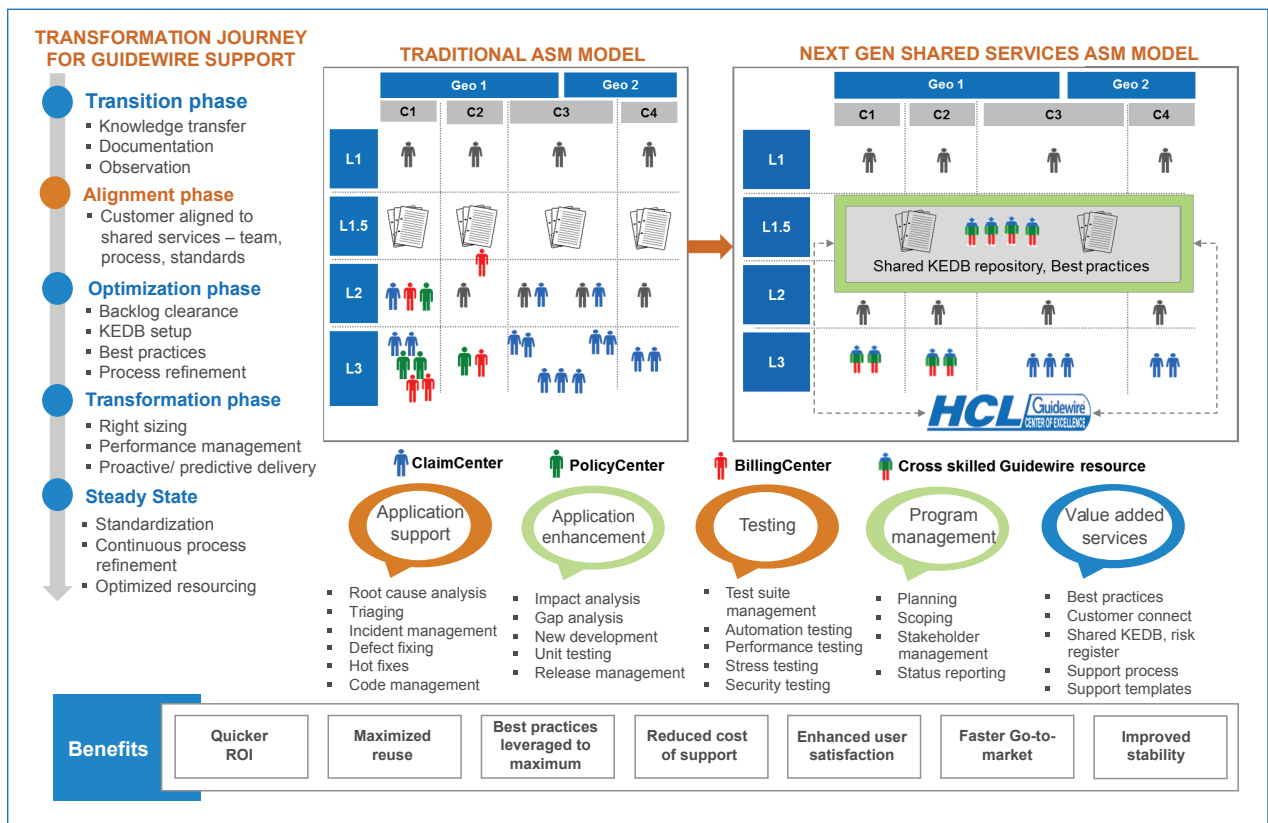 TRANSFORMATION JOURNEY
FOR GUIDEWIRE SUPPORT
Transition phase
▪ Knowledge transfer
▪ Documentation
▪ Observation
Alignment phase
▪ Customer aligned to
shared services – team,
process, standards
Optimization phase
▪ Backlog clearance
▪ KEDB setup
▪ Best practices
▪ Process refinement
Transformation phase
▪ Right sizing
▪ Performance management
▪ Proactive/ predictive delivery
Steady State
▪ Standardization
▪ Continuous process
refinement
▪ Optimized resourcing
TRADITIONAL ASM MODEL
Geo 1
Geo 2
C1
C2
C3
C4
L1
L1.5
L2
L3
NEXT GEN SHARED SERVICES ASM MODEL
Geo 1
Geo 2
C1
C2
C3
C4
L1
L1.5
Shared KEDB repository, Best practices
L2
L3
HCL
Guidewire
CENTER OF EXCELLENCE
ClaimCenter
PolicyCenter
BillingCenter
Cross skilled Guidewire resource
Application
support
▪ Root cause analysis
▪ Triaging
▪ Incident management
▪ Defect fixing
▪ Hot fixes
▪ Code management
Application
enhancement
▪ Impact analysis
▪ Gap analysis
▪ New development
▪ Unit testing
▪ Release management
Testing
▪ Test suite
management
▪ Automation testing
▪ Performance testing
▪ Stress testing
▪ Security testing
Program
management
▪ Planning
▪ Scoping
▪ Stakeholder
management
▪ Status reporting
Value added
services
▪ Best practices
▪ Customer connect
▪ Shared KEDB, risk
register
▪ Support process
▪ Support templates
Benefits
Quicker
ROI
Maximized
reuse
Best practices
leveraged to
maximum
Reduced cost
of support
Enhanced user
satisfaction
Faster Go-to-
market
Improved
stability